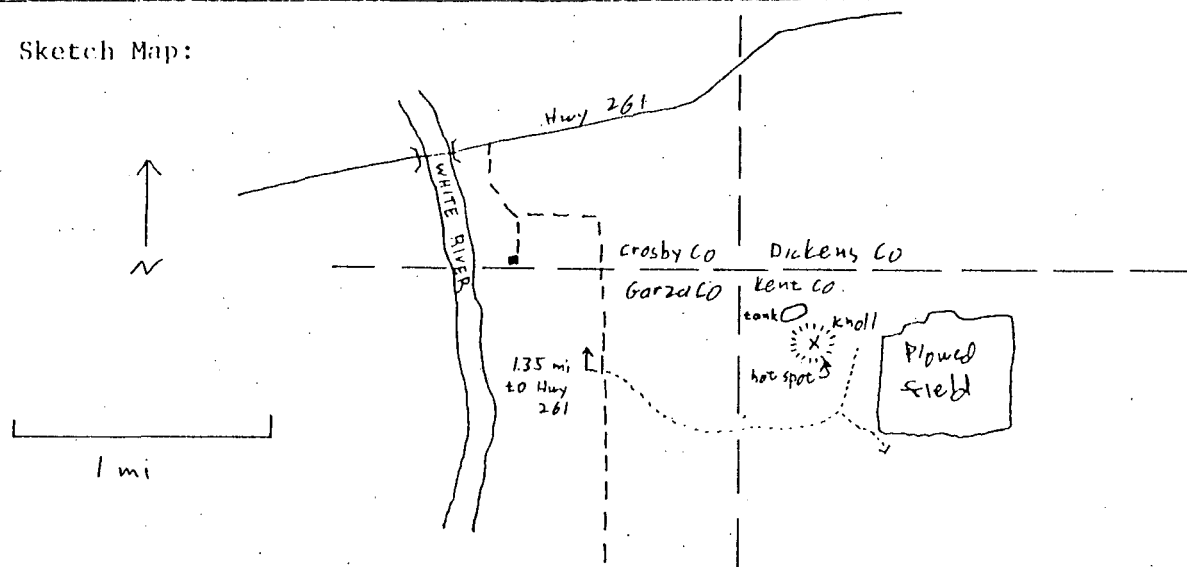 Sketch Map:
Hwy 261
WHITE RIVER
N
Crosby Co
Dickens Co
Garza Co
Kent Co.
tank
knoll
X
hot spot
Plowed
field
1.35 mi
to Hwy
261
1 mi